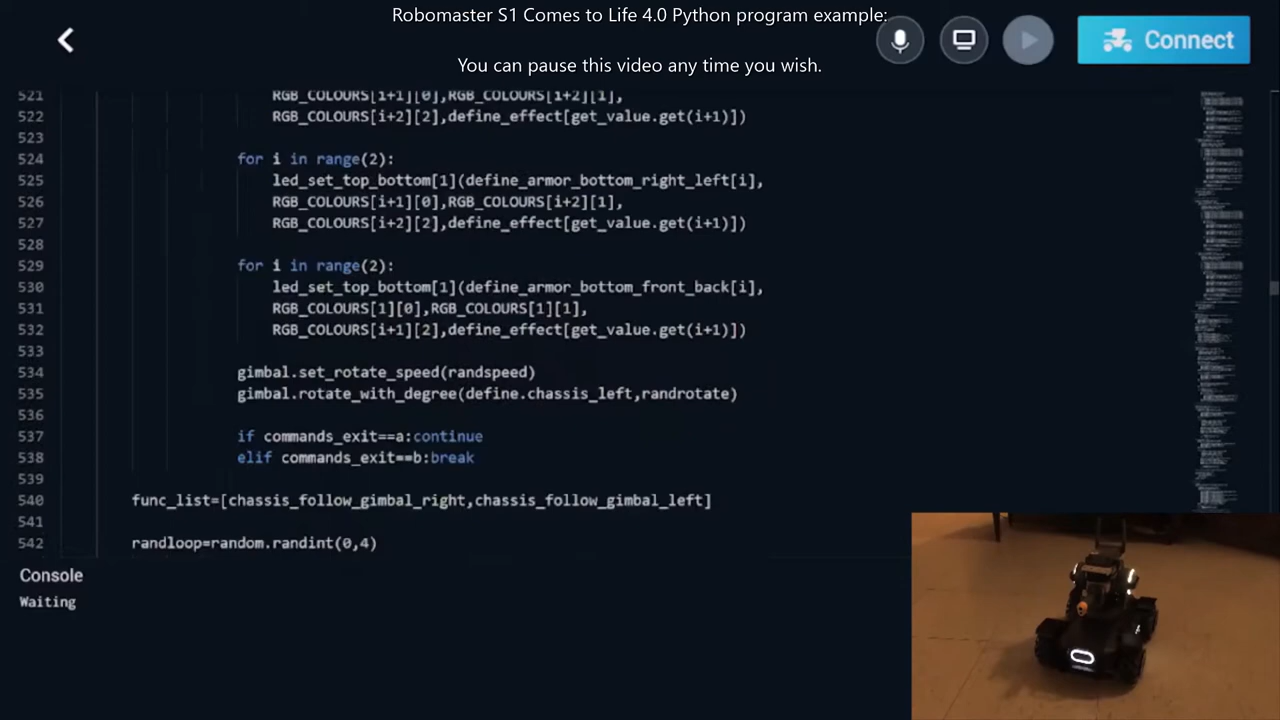 Robomaster S1 Comes to Life 4.0 Python program example:
You can pause this video any time you wish.
Connect
521 RGB_COLOURS[i+1][0],RGB_COLOURS[i+2][1],
522 RGB_COLOURS[i+2][2],define_effect[get_value.get(i+1)])
523
524 for i in range(2):
525 led_set_top_bottom[1](define_armor_bottom_right_left[i],
526 RGB_COLOURS[i+1][0],RGB_COLOURS[i+2][1],
527 RGB_COLOURS[i+2][2],define_effect[get_value.get(i+1)])
528
529 for i in range(2):
530 led_set_top_bottom[1](define_armor_bottom_front_back[i],
531 RGB_COLOURS[1][0],RGB_COLOURS[1][1],
532 RGB_COLOURS[i+1][2],define_effect[get_value.get(i+1)])
533
534 gimbal.set_rotate_speed(randspeed)
535 gimbal.rotate_with_degree(define.chassis_left,randrotate)
536
537 if commands_exit==a:continue
538 elif commands_exit==b:break
539
540 func_list=[chassis_follow_gimbal_right,chassis_follow_gimbal_left]
541
542 randloop=random.randint(0,4)
Console
Waiting